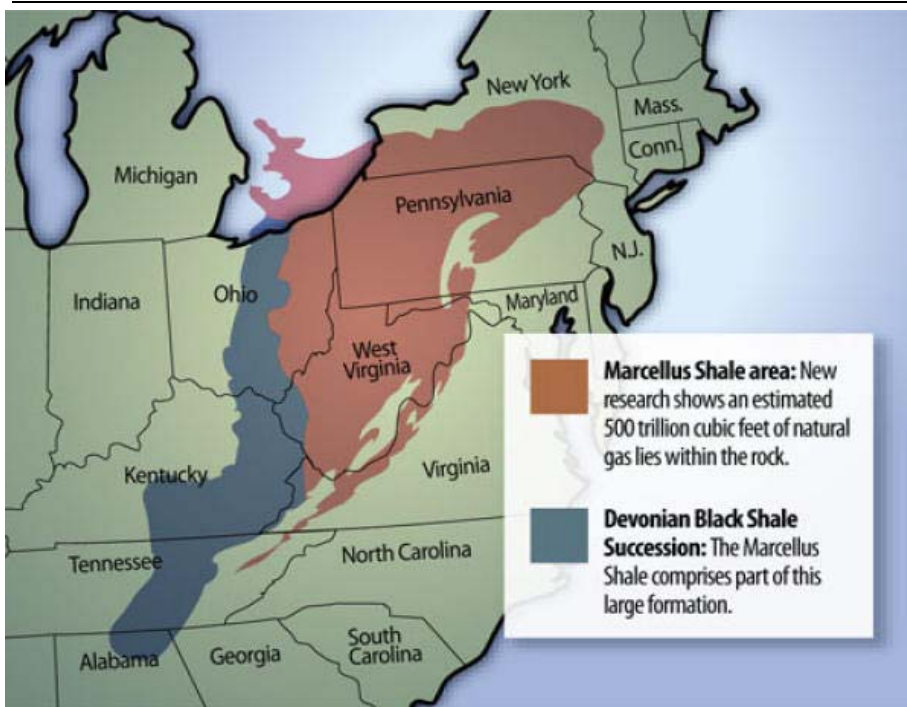 New York
Mass.
Michigan
Conn.
Pennsylvania
N.J.
Indiana
Ohio
Maryland
West
Virginia
Marcellus Shale area: New
research shows an estimated
500 trillion cubic feet of natural
gas lies within the rock.
Kentucky
Virginia
Devonian Black Shale
Succession: The Marcellus
Shale comprises part of this
large formation.
Tennessee
North Carolina
Alabama
Georgia
South
Carolina